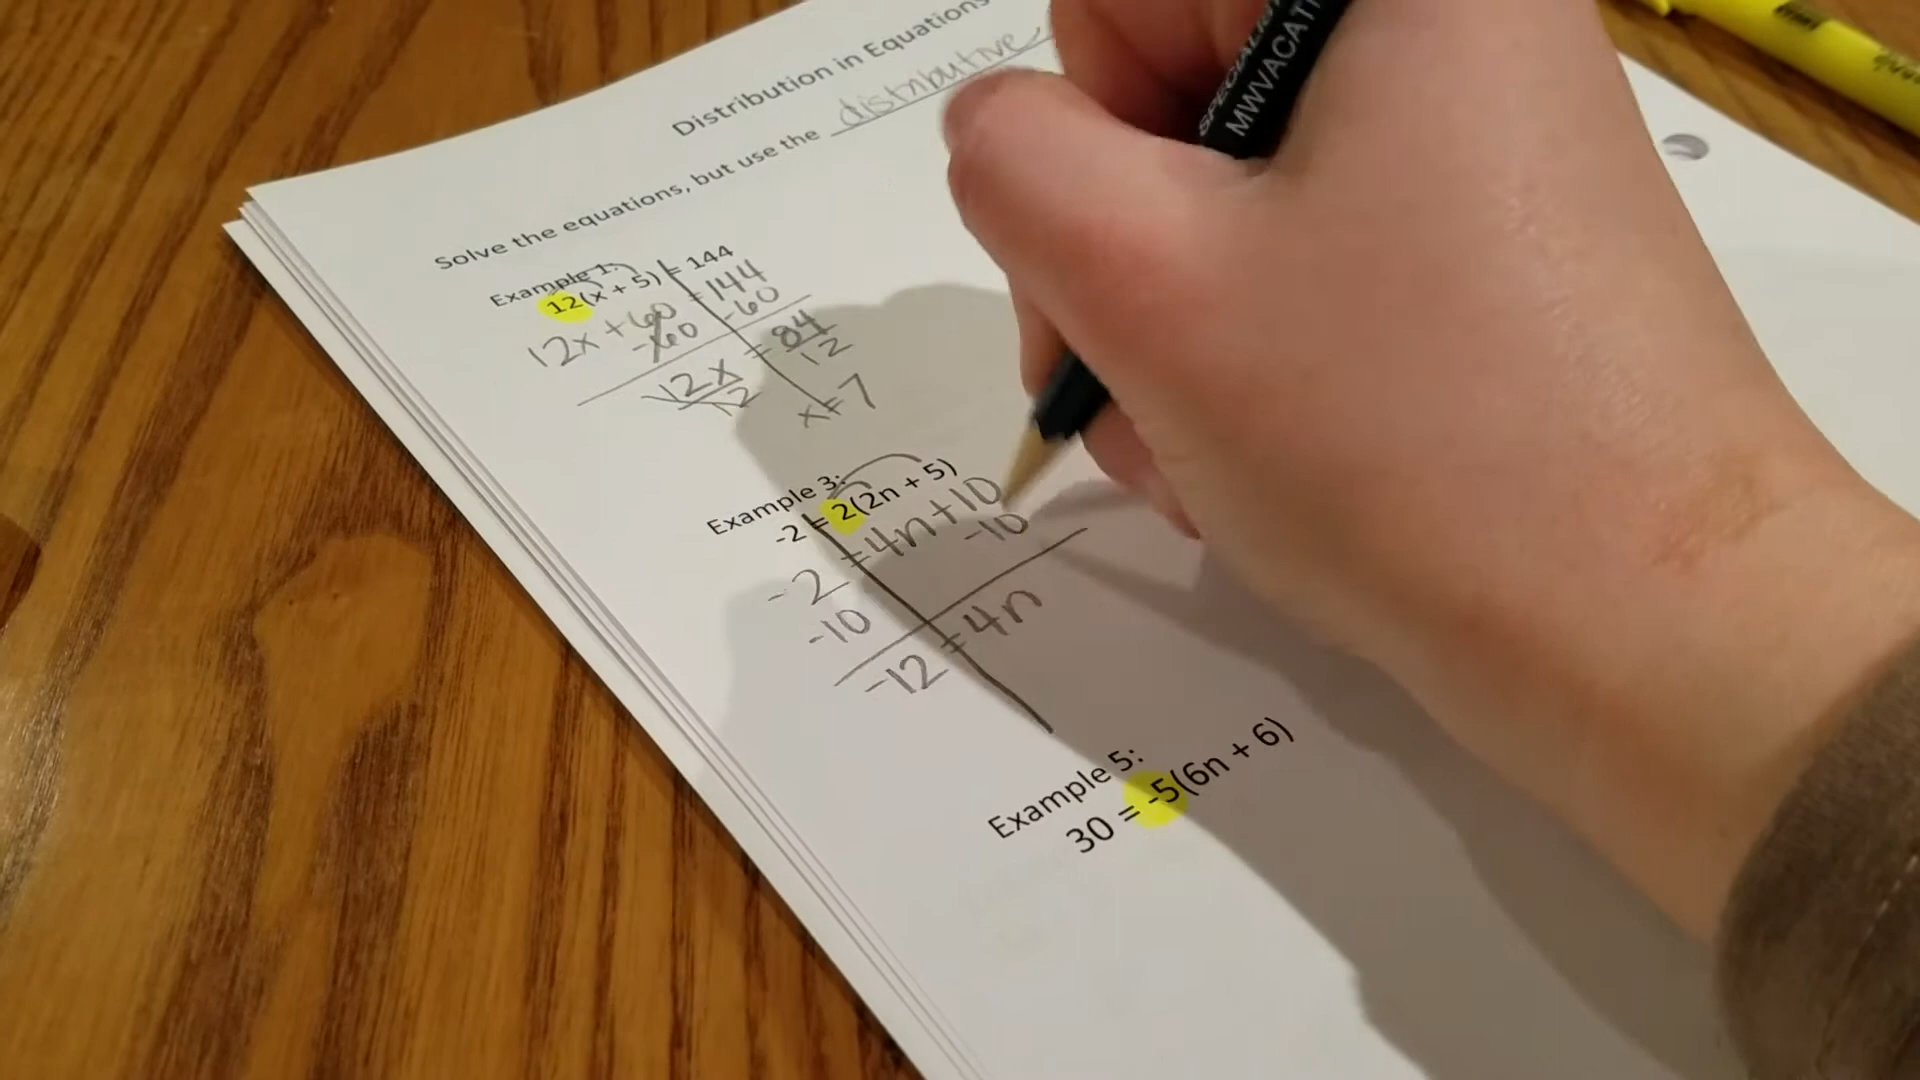 Distribution in Equations
Solve the equations, but use the distributive
Example 1:
12(x + 5) = 144
12x + 60 = 144
-60 -60
12x = 84
12 12
x = 7
Example 3:
-2 = 2(2n + 5)
-2 = 4n + 10
-10 -10
-12 = 4n
Example 5:
30 = -5(6n + 6)
MWVACATI